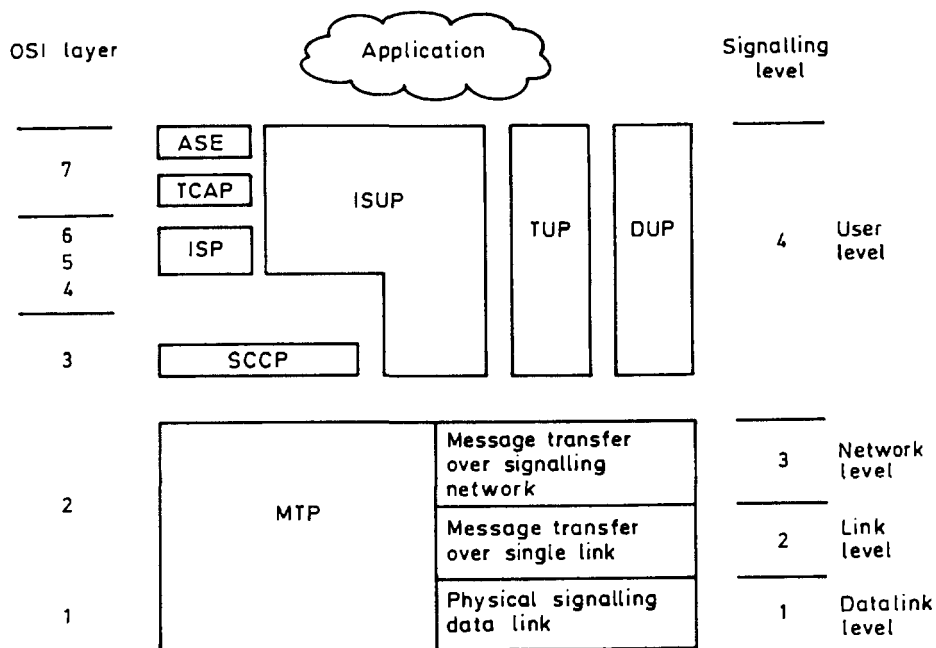 OSI layer
Application
Signalling
level
7
ASE
TCAP
ISUP
TUP
DUP
6
5
4
ISP
4
User
level
3
SCCP
2
MTP
Message transfer
over signalling
network
3
Network
level
Message transfer
over single link
2
Link
level
1
Physical signalling
data link
1
Datalink
level